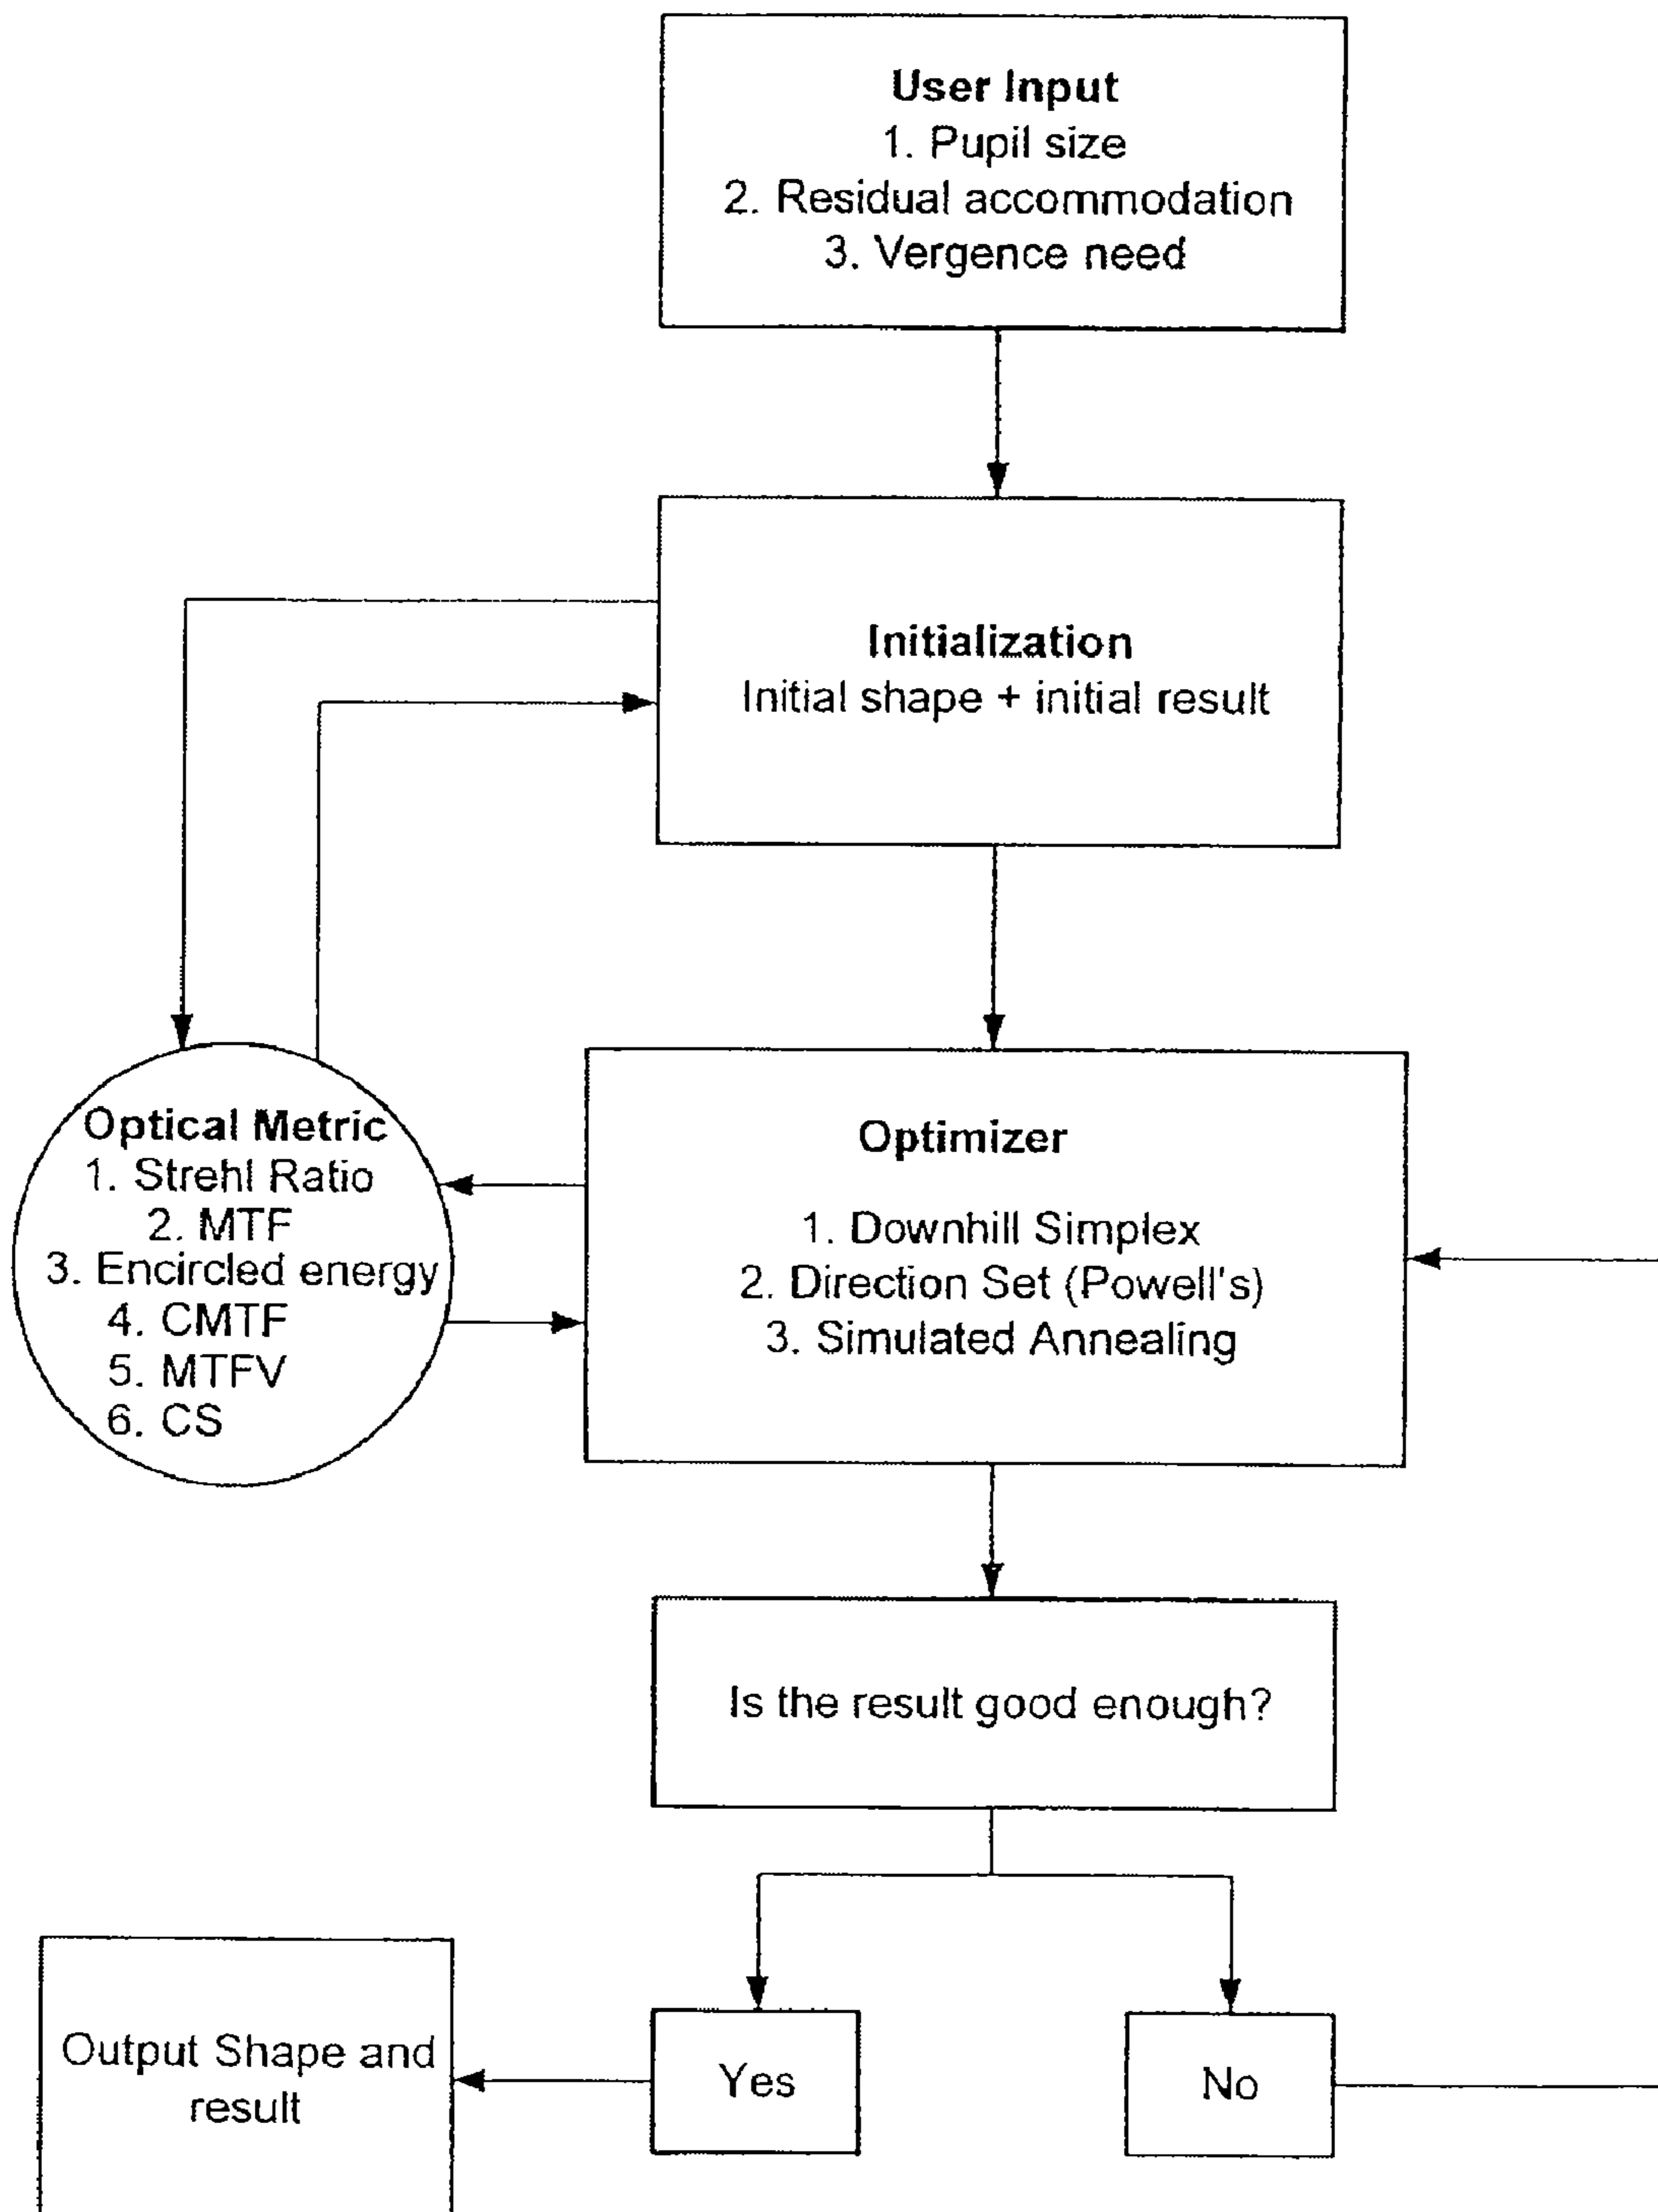 User Input
1. Pupil size
2. Residual accommodation
3. Vergence need
Initialization
Initial shape + initial result
Optical Metric
1. Strehl Ratio
2. MTF
3. Encircled energy
4. CMTF
5. MTFV
6. CS
Optimizer
1. Downhill Simplex
2. Direction Set (Powell's)
3. Simulated Annealing
Is the result good enough?
Output Shape and
result
Yes
No